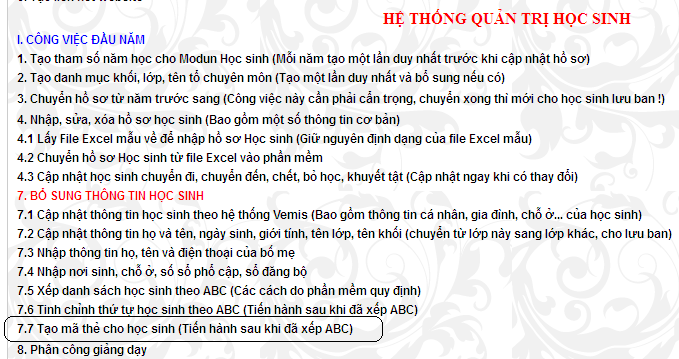 HỆ THỐNG QUẢN TRỊ HỌC SINH
I. CÔNG VIỆC ĐẦU NĂM
1. Tạo tham số năm học cho Modun Học sinh (Mỗi năm tạo một lần duy nhất trước khi cập nhật hồ sơ)
2. Tạo danh mục khối, lớp, tên tổ chuyên môn (Tạo một lần duy nhất và bổ sung nếu có)
3. Chuyển hồ sơ từ năm trước sang (Công việc này cần phải cẩn trọng, chuyển xong thì mới cho học sinh lưu ban !)
4. Nhập, sửa, xóa hồ sơ học sinh (Bao gồm một số thông tin cơ bản)
4.1 Lấy File Excel mẫu về để nhập hồ sơ Học sinh (Giữ nguyên định dạng của file Excel mẫu)
4.2 Chuyển hồ sơ Học sinh từ file Excel vào phần mềm
4.3 Cập nhật học sinh chuyển đi, chuyển đến, chết, bỏ học, khuyết tật (Cập nhật ngay khi có thay đổi)
7. BỔ SUNG THÔNG TIN HỌC SINH
7.1 Cập nhật thông tin học sinh theo hệ thống Vemis (Bao gồm thông tin cá nhân, gia đình, chỗ ở... của học sinh)
7.2 Cập nhật thông tin họ và tên, ngày sinh, giới tính, tên lớp, tên khối (chuyển từ lớp này sang lớp khác, cho lưu ban)
7.3 Nhập thông tin họ, tên và điện thoại của bố mẹ
7.4 Nhập nơi sinh, chỗ ở, số sổ phổ cập, số đăng bộ
7.5 Xếp danh sách học sinh theo ABC (Các cách do phần mềm quy định)
7.6 Tinh chỉnh thứ tự học sinh theo ABC (Tiến hành sau khi đã xếp ABC)
7.7 Tạo mã thẻ cho học sinh (Tiến hành sau khi đã xếp ABC)
8. Phân công giảng dạy